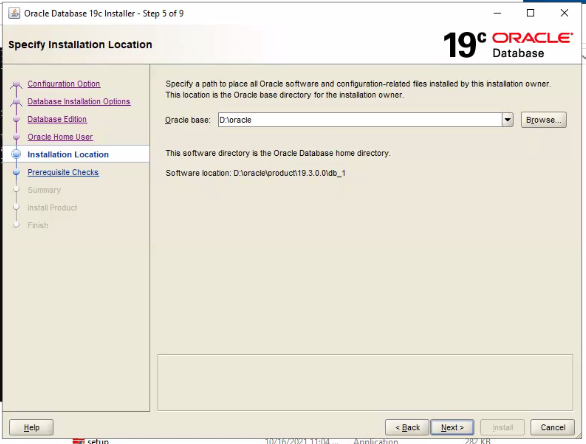 Oracle Database 19c Installer - Step 5 of 9
Specify Installation Location
19c ORACLE
Database
Configuration Option
Database Installation Options
Database Edition
Oracle Home User
Installation Location
Prerequisite Checks
Summary
Install Product
Finish
Specify a path to place all Oracle software and configuration-related files installed by this installation owner.
This location is the Oracle base directory for the installation owner.
Oracle base: D:\oracle Browse...
This software directory is the Oracle Database home directory.
Software location: D:\oracle\product\19.3.0.0\db_1
Help < Back Next > Install Cancel
setup 10/16/2021 11:04 ... Application 282 KB